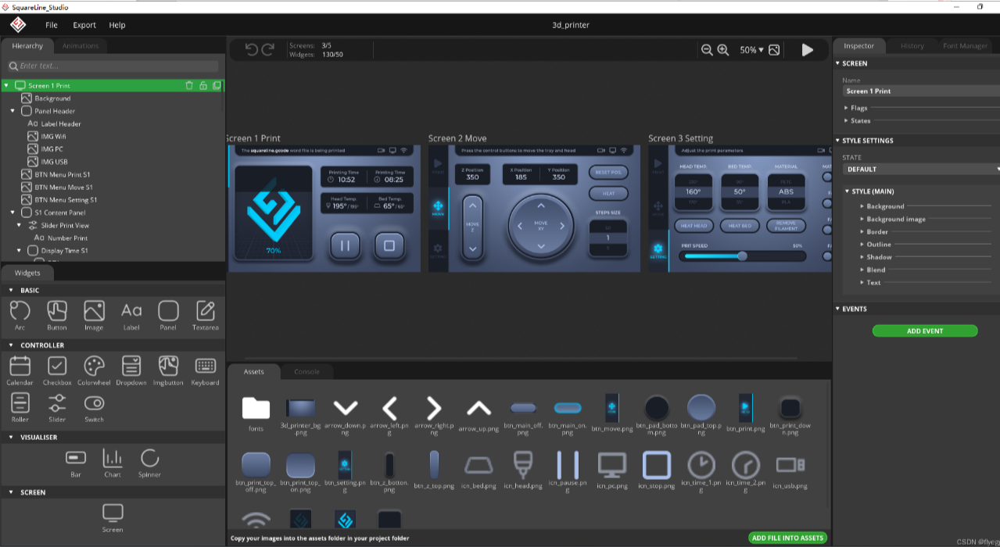 SquareLine_Studio
File Export Help
3d_printer
Hierarchy Animations
Enter text...
Screen 1 Print
Background
Panel Header
Aa Label Header
IMG Wifi
IMG PC
IMG USB
BTN Menu Print S1
BTN Menu Move S1
BTN Menu Setting S1
S1 Content Panel
Slider Print View
Aa Number Print
Display Time S1
Widgets
BASIC
Arc Button Image Aa Label Panel Textarea
CONTROLLER
Calendar Checkbox Colorwheel Dropdown Imgbutton Keyboard
Roller Slider Switch
VISUALISER
Bar Chart Spinner
SCREEN
Screen
Screens: 3/5
Widgets: 130/50
50%
Screen 1 Print
The squareline.gcode word file is being printed
Printing Time Printing Time
10:52 08:25
Head Temp. Bed Temp.
195°/195° 65°/65°
70%
Screen 2 Move
Press the control buttons to move the tray and head
MOVE
SETTING
Z Position X Position Y Position
350 185 350
RESET POS.
HEAT
MOVE
Z
MOVE
XY
STEPS SIZE
1
Screen 3 Setting
Adjust the print parameters
SETTING
HEAD TEMP. BED TEMP. MATERIAL
PETC
160° 50° ABS
PLA
HEAT HEAD HEAT BED REMOVE FILAMENT
PRIT SPEED 50%
Assets Console
fonts 3d_printer_bg.png arrow_down.png arrow_left.png arrow_right.png arrow_up.png btn_main_off.png btn_main_on.png btn_move.png btn_pad_bottom.png btn_pad_top.png btn_print.png btn_print_down.png
btn_print_top_off.png btn_print_top_on.png btn_setting.png btn_z_botton.png btn_z_top.png icn_bed.png icn_head.png icn_pause.png icn_pc.png icn_stop.png icn_time_1.png icn_time_2.png icn_usb.png
Copy your images into the assets folder in your project folder
ADD FILE INTO ASSETS
Inspector History Font Manager
SCREEN
Name
Screen 1 Print
Flags
States
STYLE SETTINGS
STATE
DEFAULT
STYLE (MAIN)
Background
Background image
Border
Outline
Shadow
Blend
Text
EVENTS
ADD EVENT